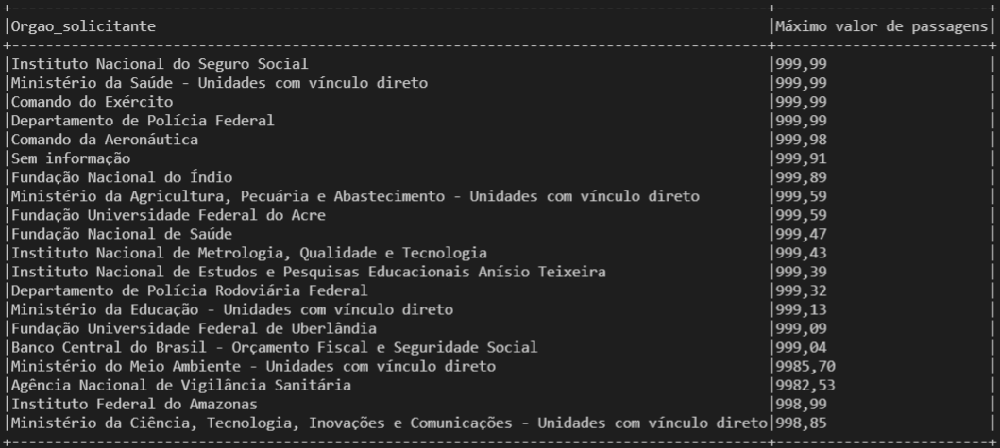 Orgao_solicitante |Máximo valor de passagens|
|Instituto Nacional do Seguro Social |999,99 |
|Ministério da Saúde - Unidades com vínculo direto |999,99 |
|Comando do Exército |999,99 |
|Departamento de Polícia Federal |999,99 |
|Comando da Aeronáutica |999,98 |
|Sem informação |999,91 |
|Fundação Nacional do Índio |999,89 |
|Ministério da Agricultura, Pecuária e Abastecimento - Unidades com vínculo direto |999,59 |
|Fundação Universidade Federal do Acre |999,59 |
|Fundação Nacional de Saúde |999,47 |
|Instituto Nacional de Metrologia, Qualidade e Tecnologia |999,43 |
|Instituto Nacional de Estudos e Pesquisas Educacionais Anísio Teixeira |999,39 |
|Departamento de Polícia Rodoviária Federal |999,32 |
|Ministério da Educação - Unidades com vínculo direto |999,13 |
|Fundação Universidade Federal de Uberlândia |999,09 |
|Banco Central do Brasil - Orçamento Fiscal e Seguridade Social |999,04 |
|Ministério do Meio Ambiente - Unidades com vínculo direto |9985,70 |
|Agência Nacional de Vigilância Sanitária |9982,53 |
|Instituto Federal do Amazonas |998,99 |
|Ministério da Ciência, Tecnologia, Inovações e Comunicações - Unidades com vínculo direto|998,85 |